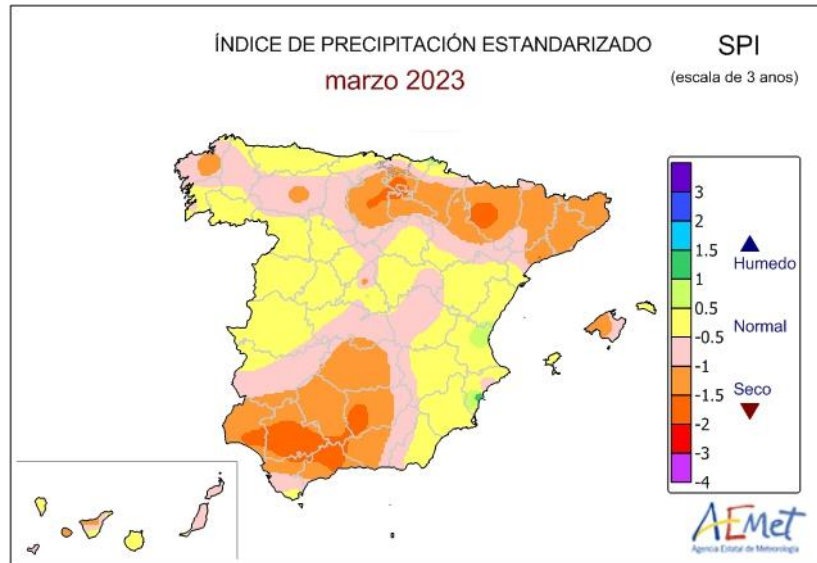 ÍNDICE DE PRECIPITACIÓN ESTANDARIZADO
marzo 2023
SPI
(escala de 3 anos)
3
2
1.5
1
0.5
-0.5
-1
-1.5
-2
-3
-4
Humedo
Normal
Seco
AEMet
Agencia Estatal de Meteorología